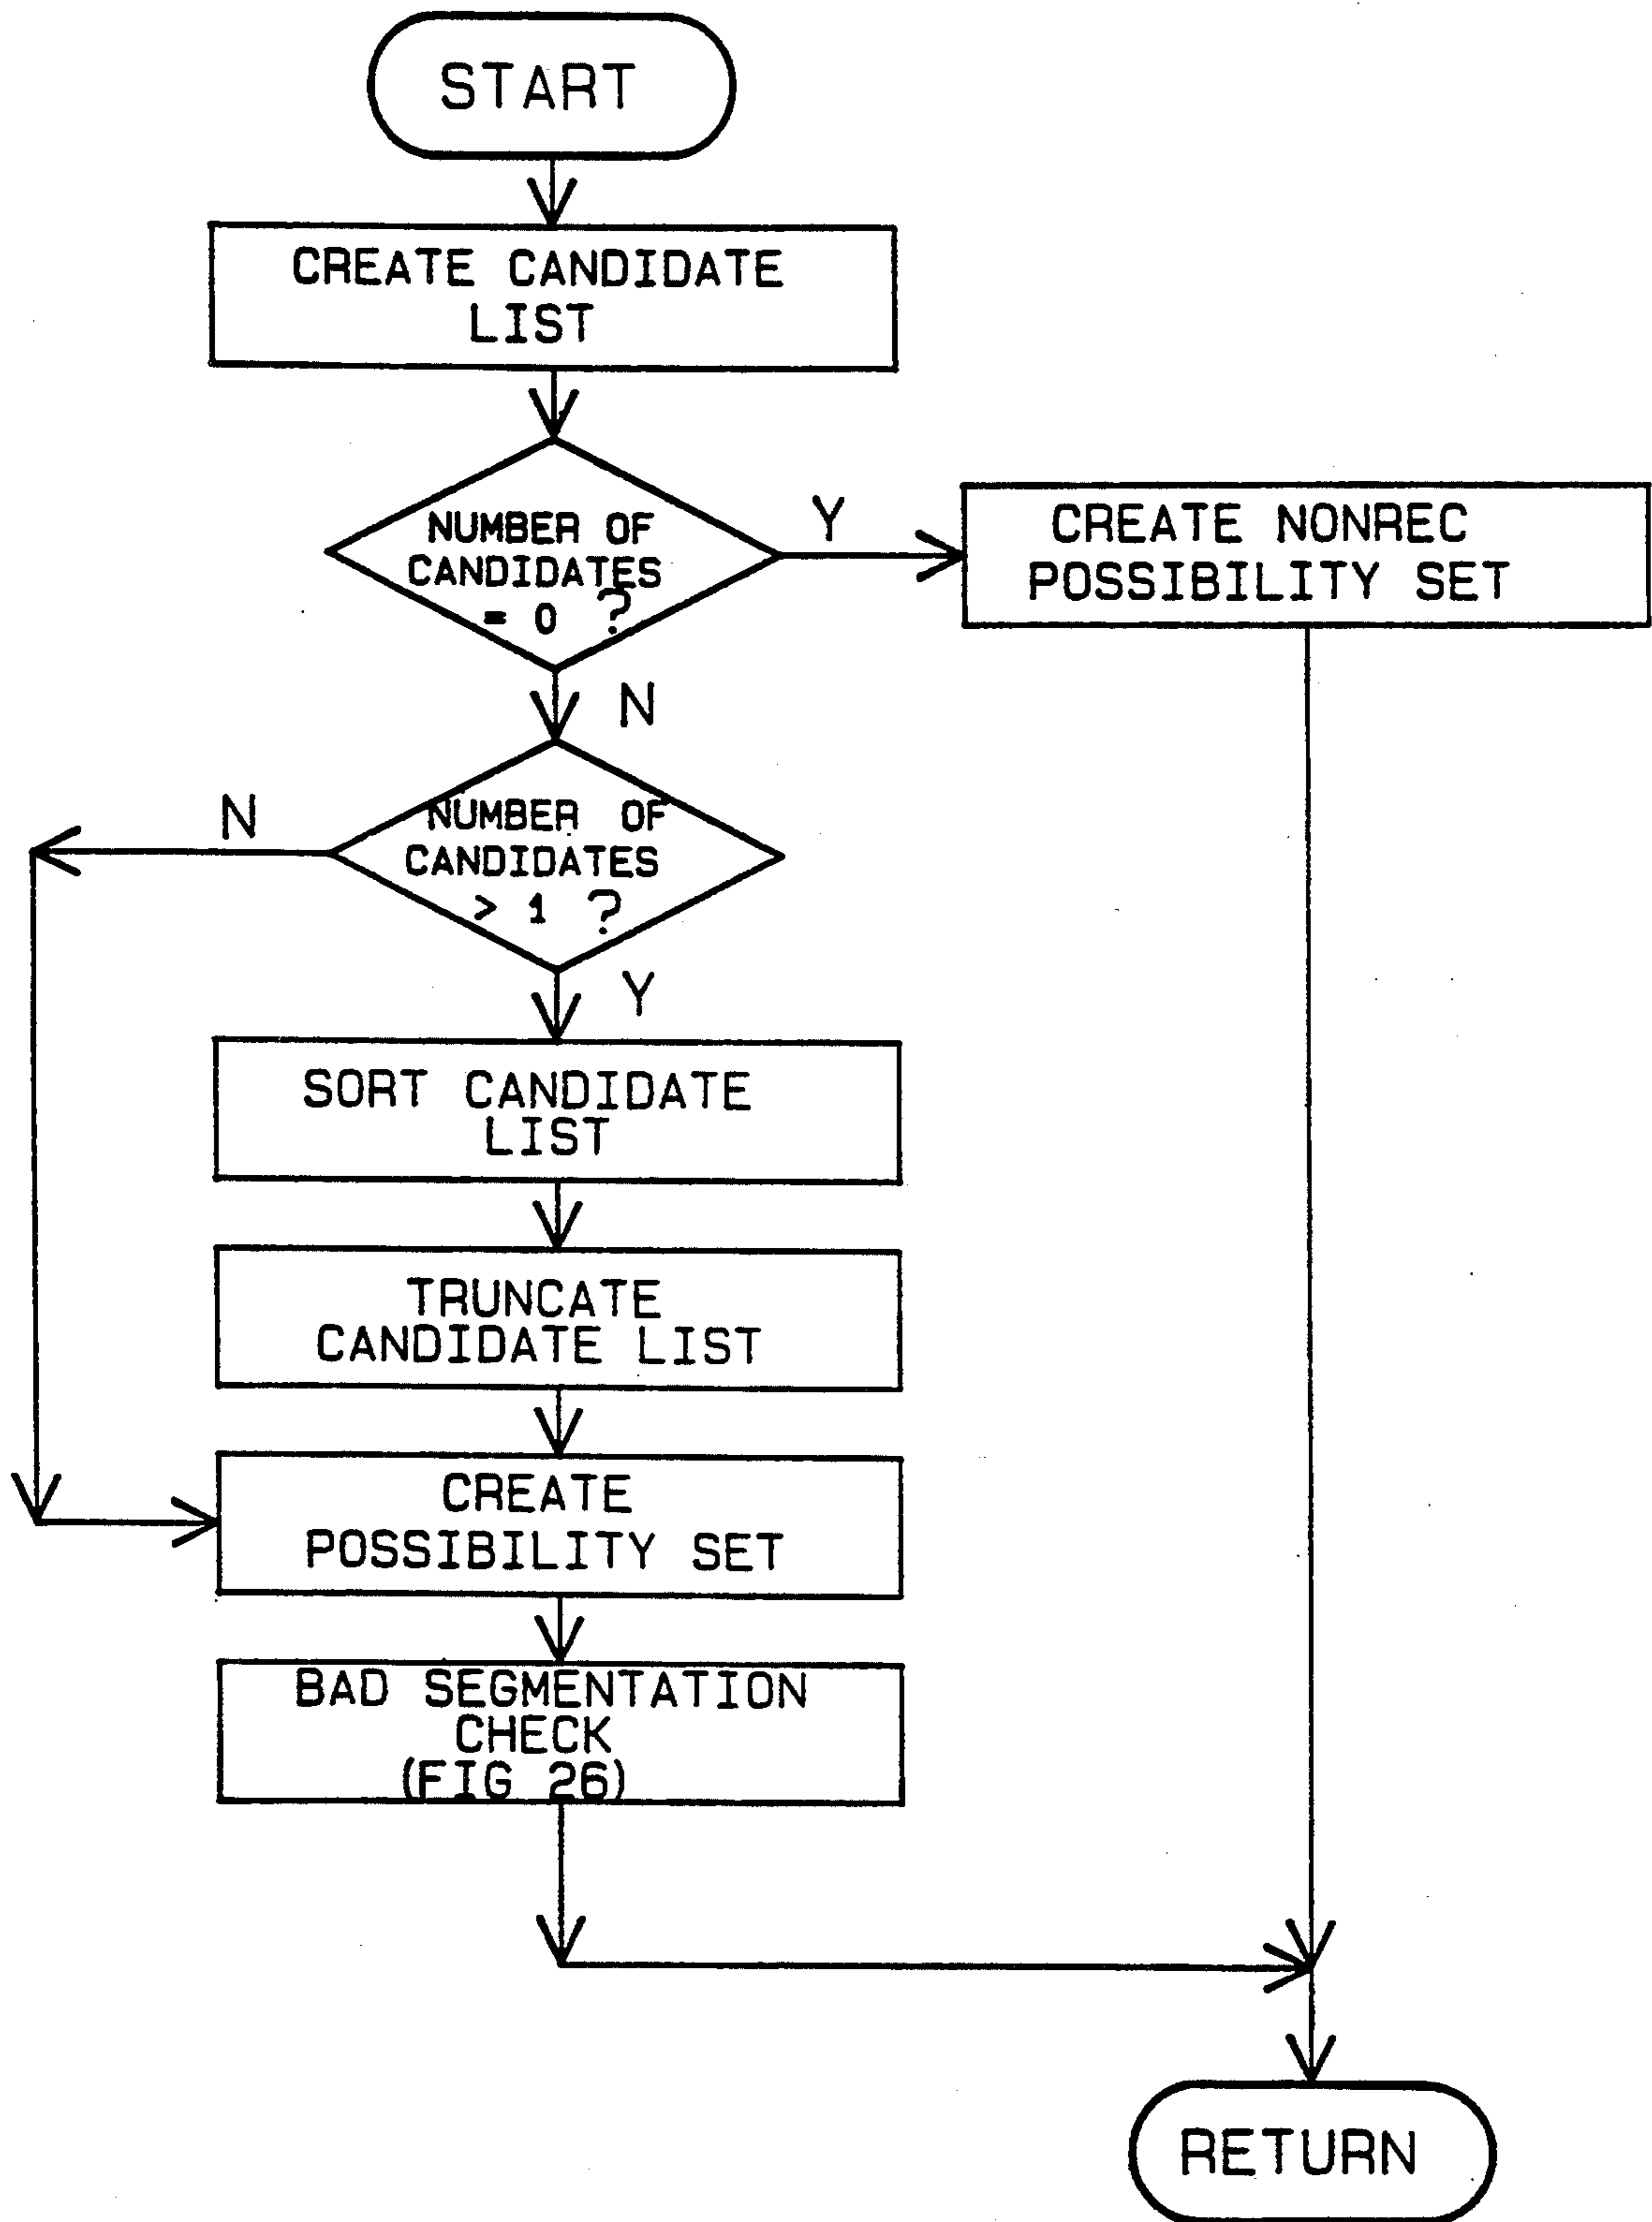 START
CREATE CANDIDATE
LIST
NUMBER OF
CANDIDATES
= 0 ?
Y
CREATE NONREC
POSSIBILITY SET
N
NUMBER OF
CANDIDATES
> 1 ?
N
Y
SORT CANDIDATE
LIST
TRUNCATE
CANDIDATE LIST
CREATE
POSSIBILITY SET
BAD SEGMENTATION
CHECK
(FIG 26)
RETURN